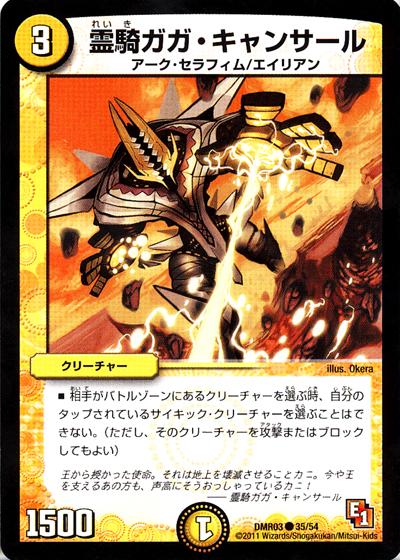 3
霊騎ガガ・キャンサール
れいき
アーク・セラフィム/エイリアン
illus. Okera
クリーチャー
■ 相手がバトルゾーンにあるクリーチャーを選ぶ時、自分の
タップされているサイキック・クリーチャーを選ぶことはで
きない。(ただし、そのクリーチャーを攻撃またはブロック
してもよい)
王から授かった使命。それは地上を壊滅させることカニ。今や王
を支えるあの方も、声高にそうおっしゃっているカニ!
——霊騎ガガ・キャンサール
1500
1
DMR03 ● 35/54
E1
©2011 Wizards/Shogakukan/Mitsui-Kids